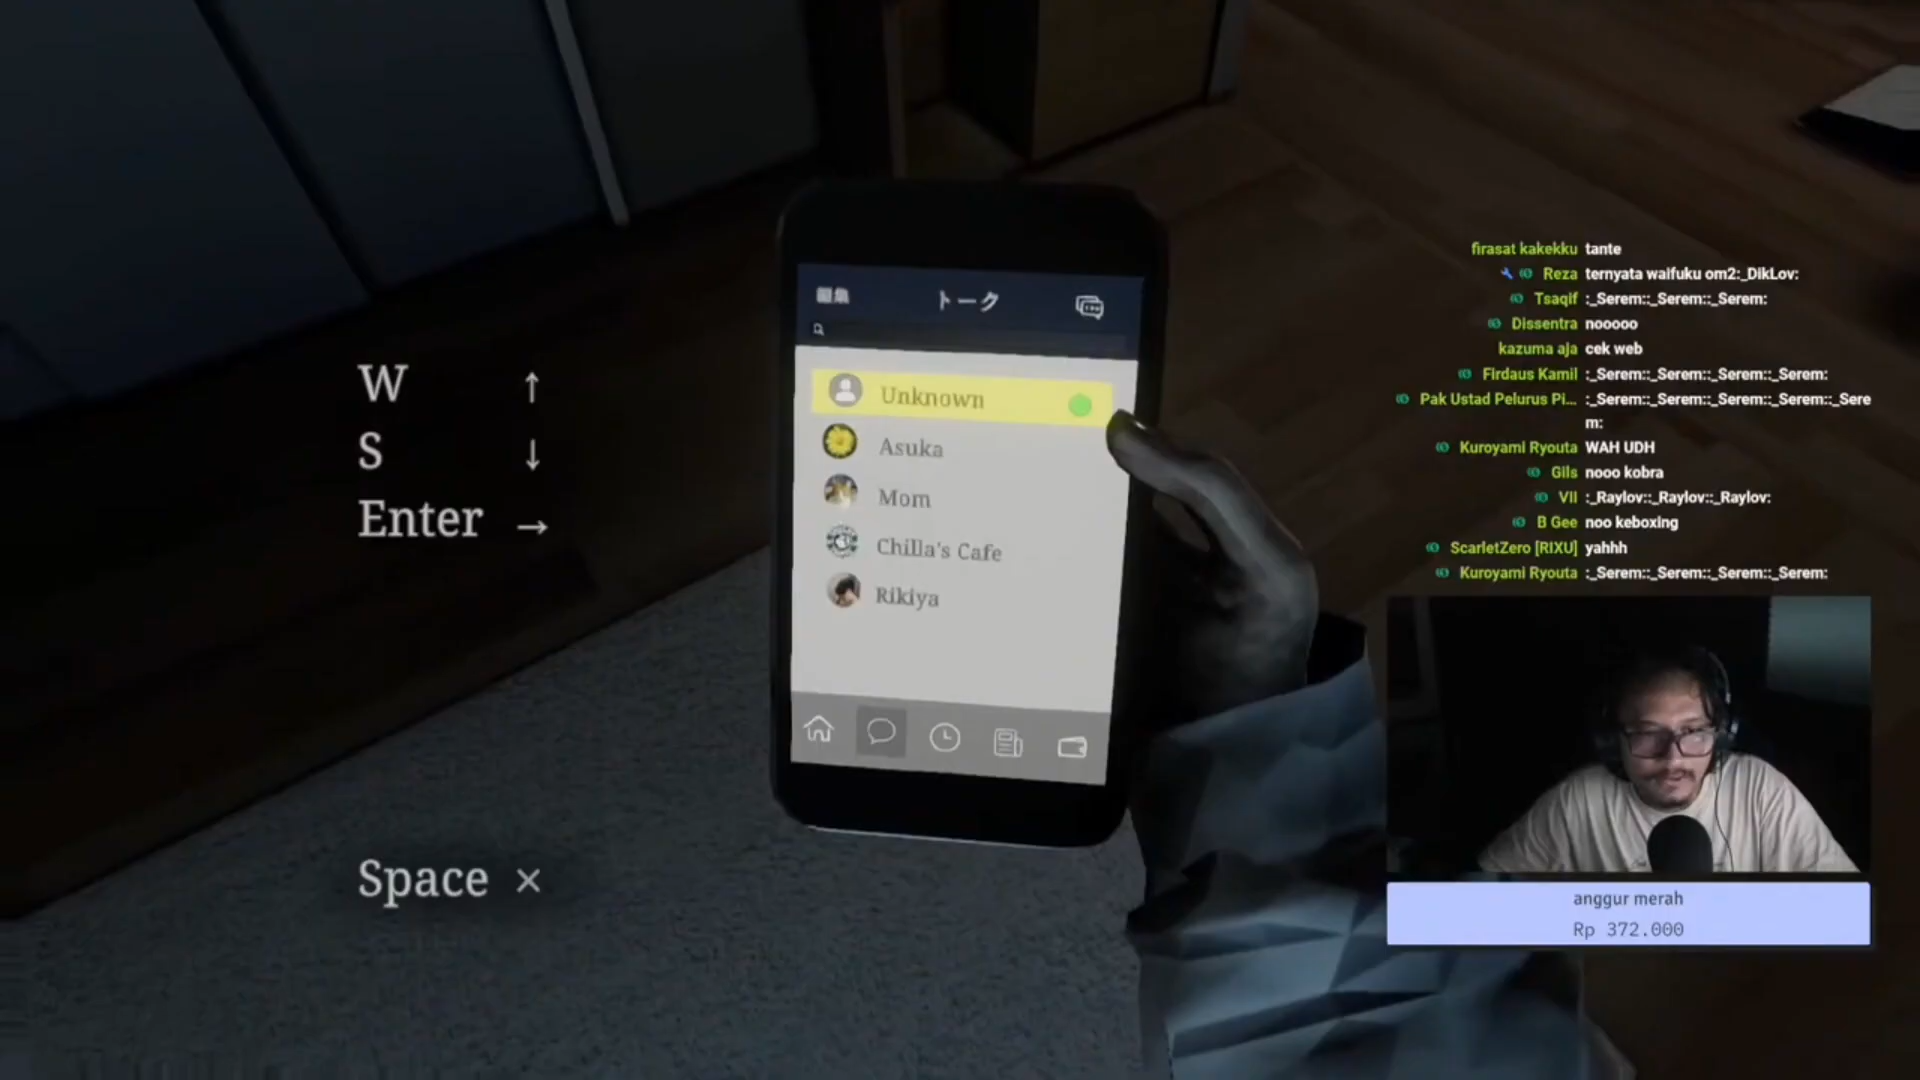 W ↑
S ↓
Enter →
Space ×
編集 トーク
Unknown
Asuka
Mom
Chilla's Cafe
Rikiya
firasat kakekku tante
Reza ternyata waifuku om2:_DikLov:
Tsaqif :_Serem::_Serem::_Serem:
Dissentra nooooo
kazuma aja cek web
Firdaus Kamil :_Serem::_Serem::_Serem::_Serem:
Pak Ustad Pelurus Pi... :_Serem::_Serem::_Serem::_Serem::_Sere
m:
Kuroyami Ryouta WAH UDH
Gils nooo kobra
VII :_Raylov::_Raylov::_Raylov:
B Gee noo keboxing
ScarletZero [RIXU] yahhh
Kuroyami Ryouta :_Serem::_Serem::_Serem::_Serem:
anggur merah
Rp 372.000